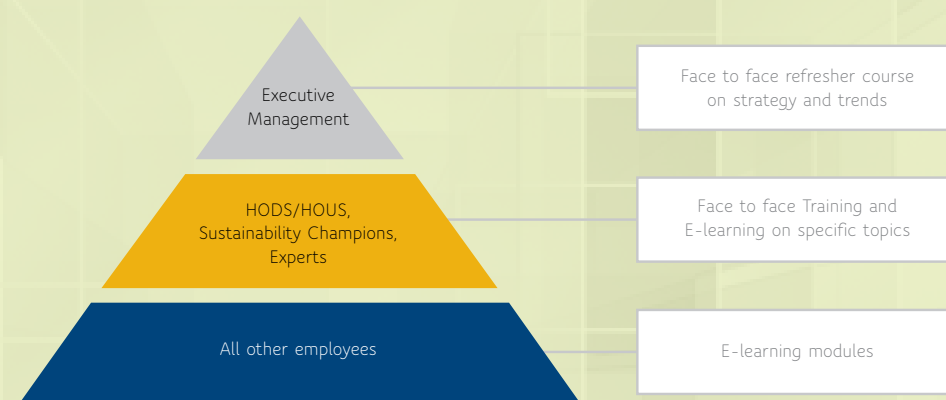 Executive
Management
Face to face refresher course
on strategy and trends
HODS/HOUS,
Sustainability Champions,
Experts
Face to face Training and
E-learning on specific topics
All other employees
E-learning modules